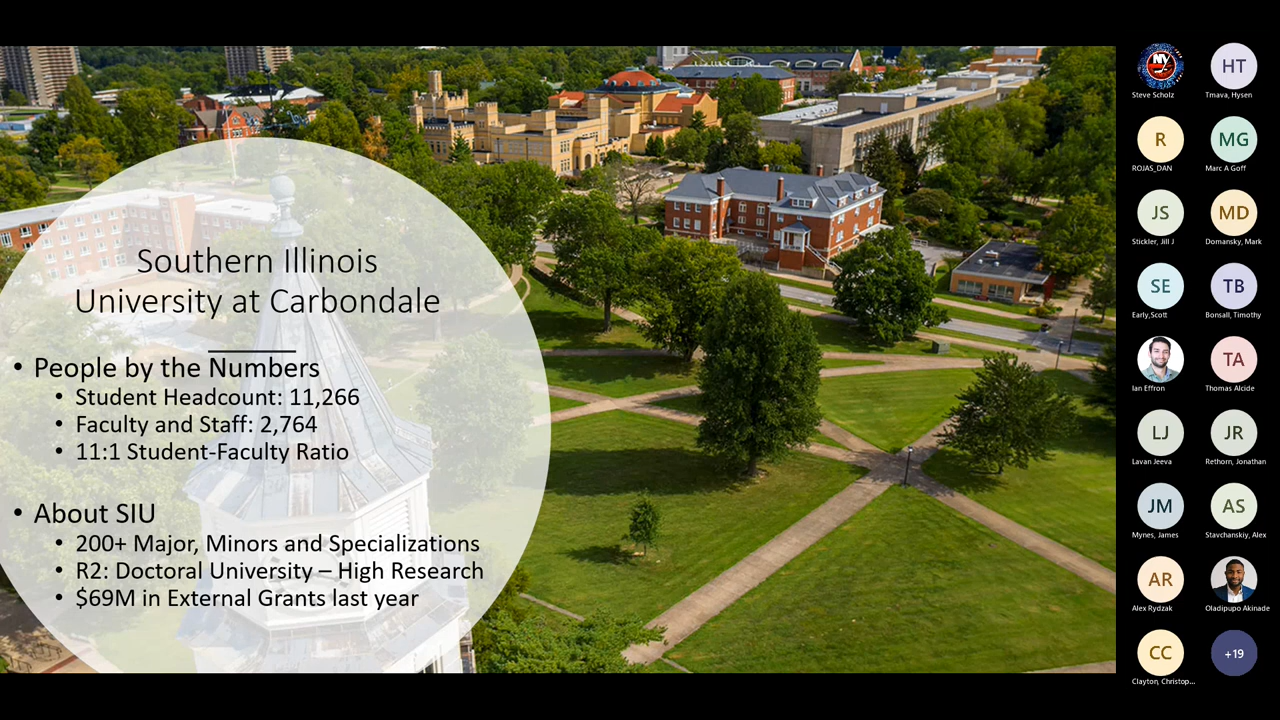 Southern Illinois
University at Carbondale
• People by the Numbers
• Student Headcount: 11,266
• Faculty and Staff: 2,764
• 11:1 Student-Faculty Ratio
• About SIU
• 200+ Major, Minors and Specializations
• R2: Doctoral University – High Research
• $69M in External Grants last year
NY
Steve Scholz
HT
Tmava, Hysen
R
ROJAS_DAN
MG
Marc A Goff
JS
Stickler, Jill J
MD
Domansky, Mark
SE
Early,Scott
TB
Bonsall, Timothy
Ian Effron
TA
Thomas Alcide
LJ
Lavan Jeeva
JR
Rethorn, Jonathan
JM
Mynes, James
AS
Stavchanskiy, Alex
AR
Alex Rydzak
Oladipupo Akinade
CC
Clayton, Christop...
+19